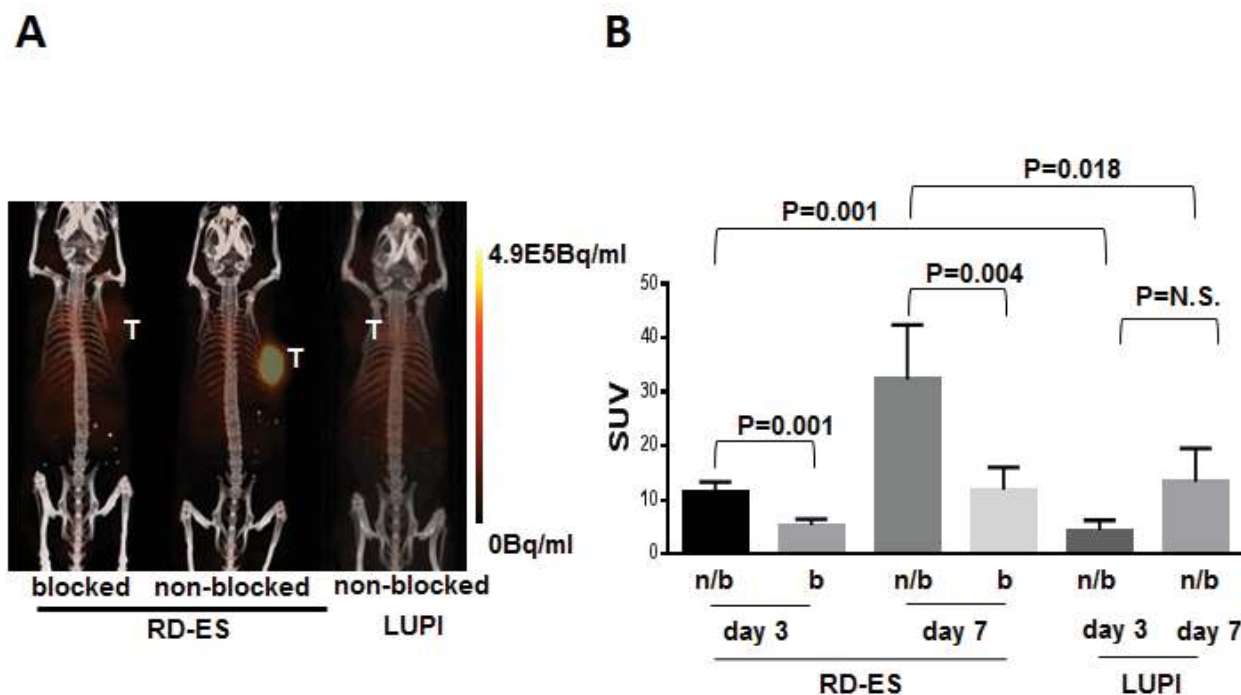 A
T
T
T
4.9E5Bq/ml
0Bq/ml
blocked non-blocked non-blocked
RD-ES LUPI
B
P=0.018
P=0.001
P=0.004
P=N.S.
P=0.001
SUV
50
40
30
20
10
0
n/b b n/b b n/b n/b
day 3 day 7 day 3 day 7
RD-ES LUPI